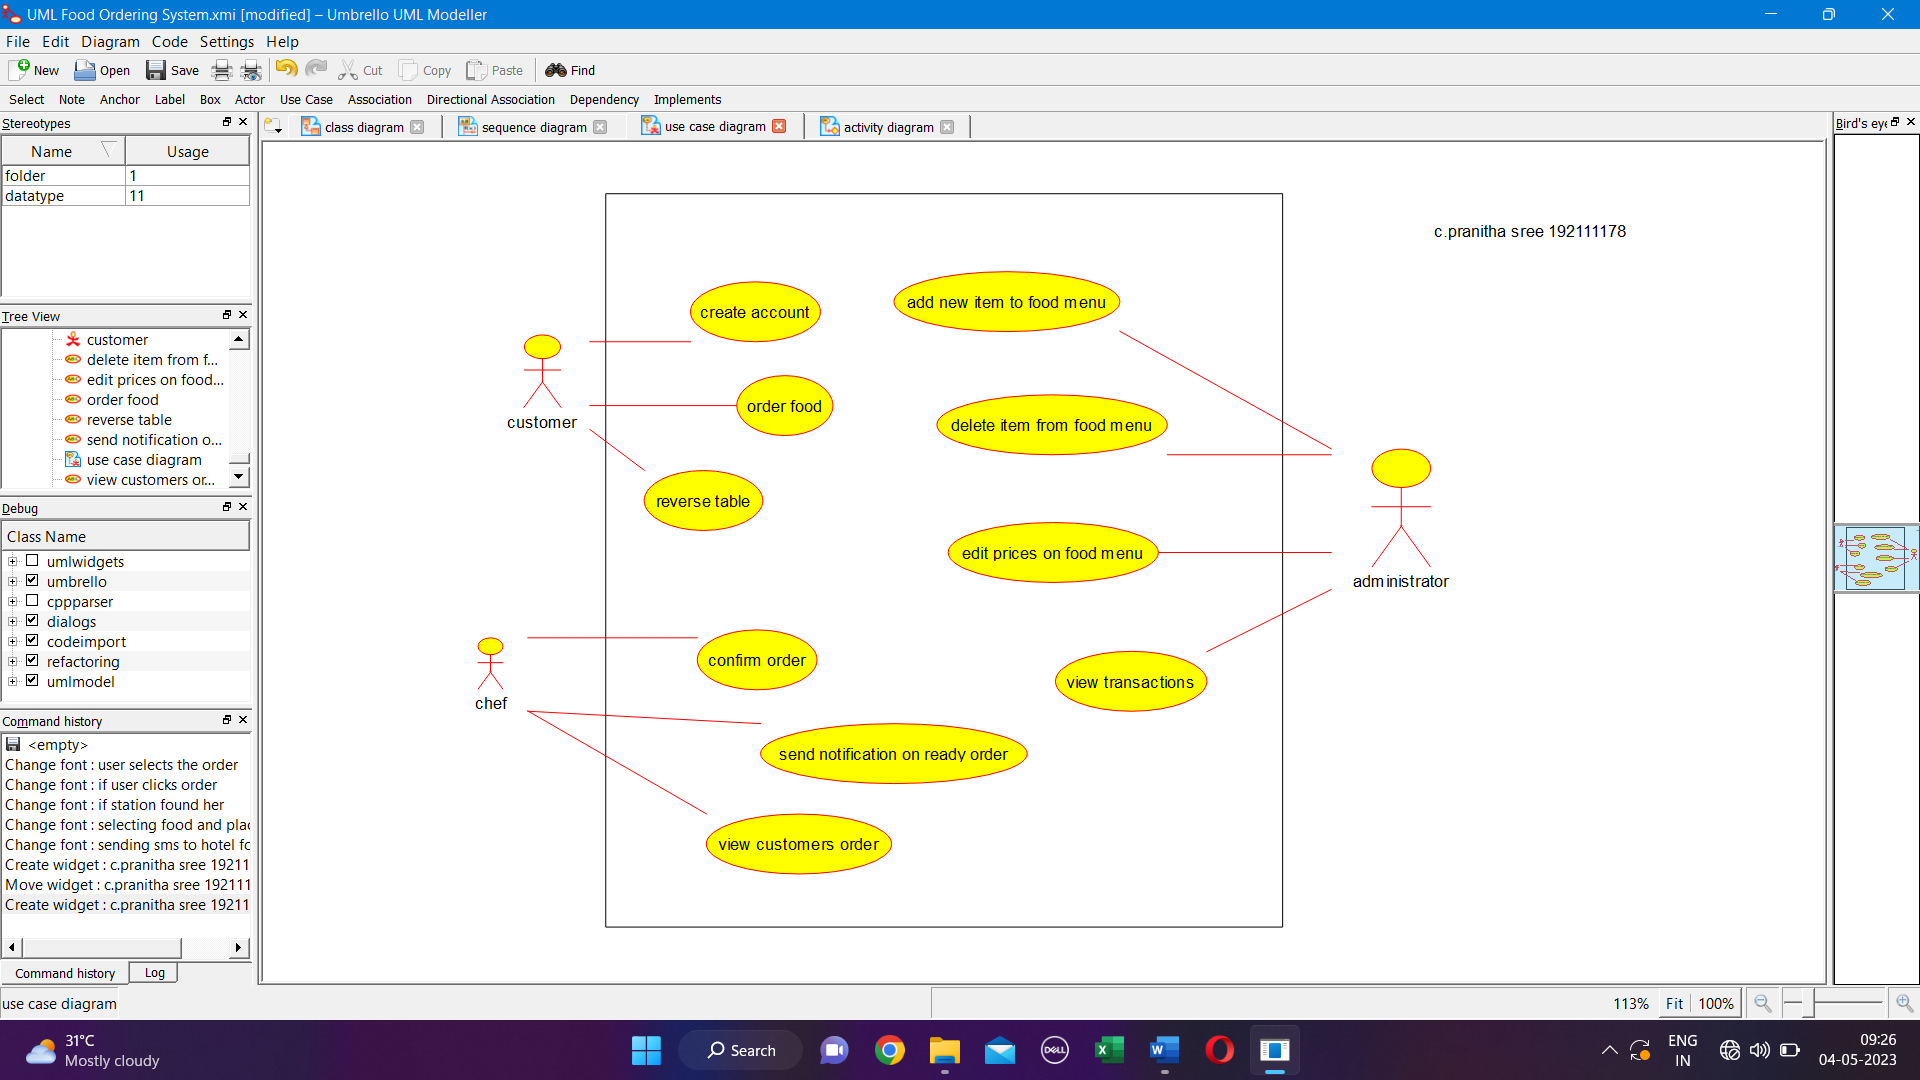 UML Food Ordering System.xmi [modified] – Umbrello UML Modeller
File Edit Diagram Code Settings Help
New Open Save Cut Copy Paste Find
Select Note Anchor Label Box Actor Use Case Association Directional Association Dependency Implements
Stereotypes
Name Usage
folder 1
datatype 11
Tree View
customer
delete item from f...
edit prices on food...
order food
reverse table
send notification o...
use case diagram
view customers or...
Debug
Class Name
umlwidgets
umbrello
cppparser
dialogs
codeimport
refactoring
umlmodel
Command history
<empty>
Change font : user selects the order
Change font : if user clicks order
Change font : if station found her
Change font : selecting food and plac
Change font : sending sms to hotel fo
Create widget : c.pranitha sree 19211
Move widget : c.pranitha sree 192111
Create widget : c.pranitha sree 19211
Command history Log
use case diagram
class diagram sequence diagram use case diagram activity diagram
Bird's eye
c.pranitha sree 192111178
create account
add new item to food menu
customer
order food
delete item from food menu
reverse table
edit prices on food menu
administrator
confirm order
chef
view transactions
send notification on ready order
view customers order
113% Fit 100%
31°C
Mostly cloudy
Search
DELL
ENG
IN
09:26
04-05-2023